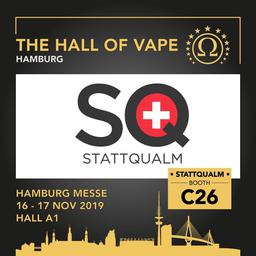 THE HALL OF VAPE
HAMBURG
Ω
SQ
STATTQUALM
• STATTQUALM •
BOOTH
C26
HAMBURG MESSE
16 - 17 NOV 2019
HALL A1